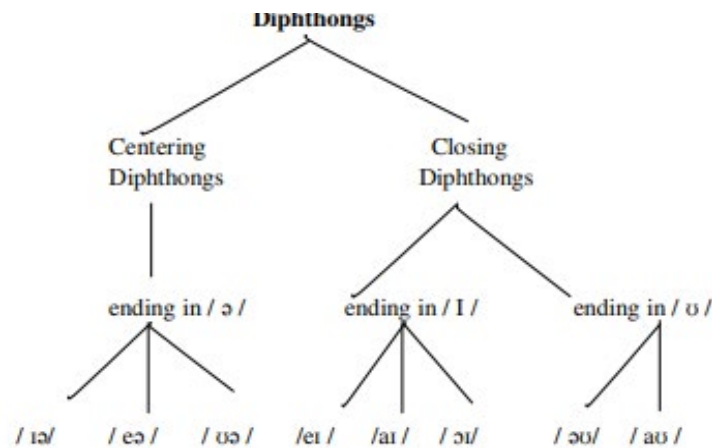 Diphthongs
Centering
Diphthongs
Closing
Diphthongs
ending in / ə /
ending in / I /
ending in / ʊ /
/ ɪə/
/ eə /
/ ʊə /
/eɪ /
/aɪ /
/ ɔɪ/
/ əʊ/
/ aʊ /